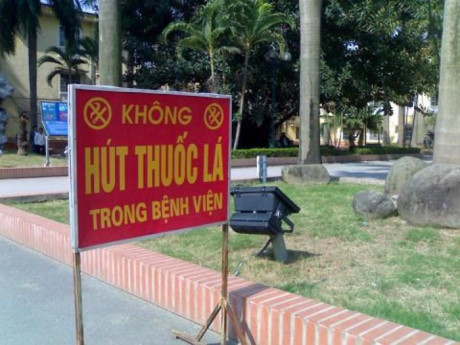 KHÔNG
HÚT THUỐC LÁ
TRONG BỆNH VIỆN